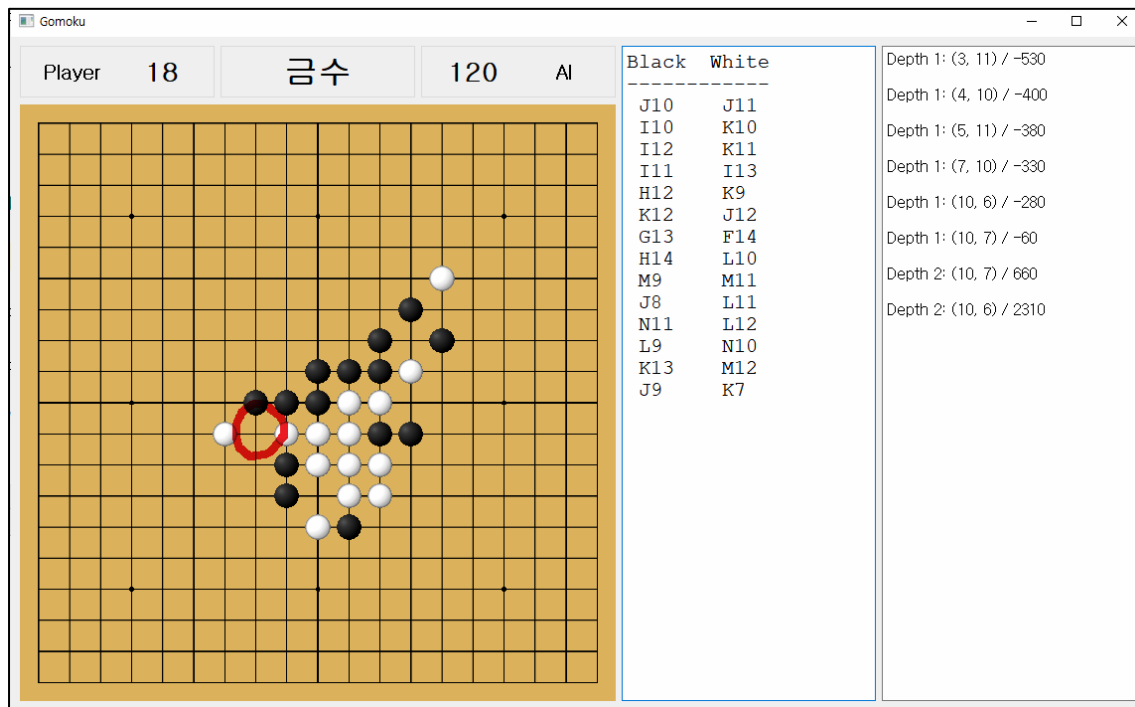 Gomoku
Player 18 금수 120 AI
Black White
------------
J10 J11
I10 K10
I12 K11
I11 I13
H12 K9
K12 J12
G13 F14
H14 L10
M9 M11
J8 L11
N11 L12
L9 N10
K13 M12
J9 K7
Depth 1: (3, 11) / -530
Depth 1: (4, 10) / -400
Depth 1: (5, 11) / -380
Depth 1: (7, 10) / -330
Depth 1: (10, 6) / -280
Depth 1: (10, 7) / -60
Depth 2: (10, 7) / 660
Depth 2: (10, 6) / 2310